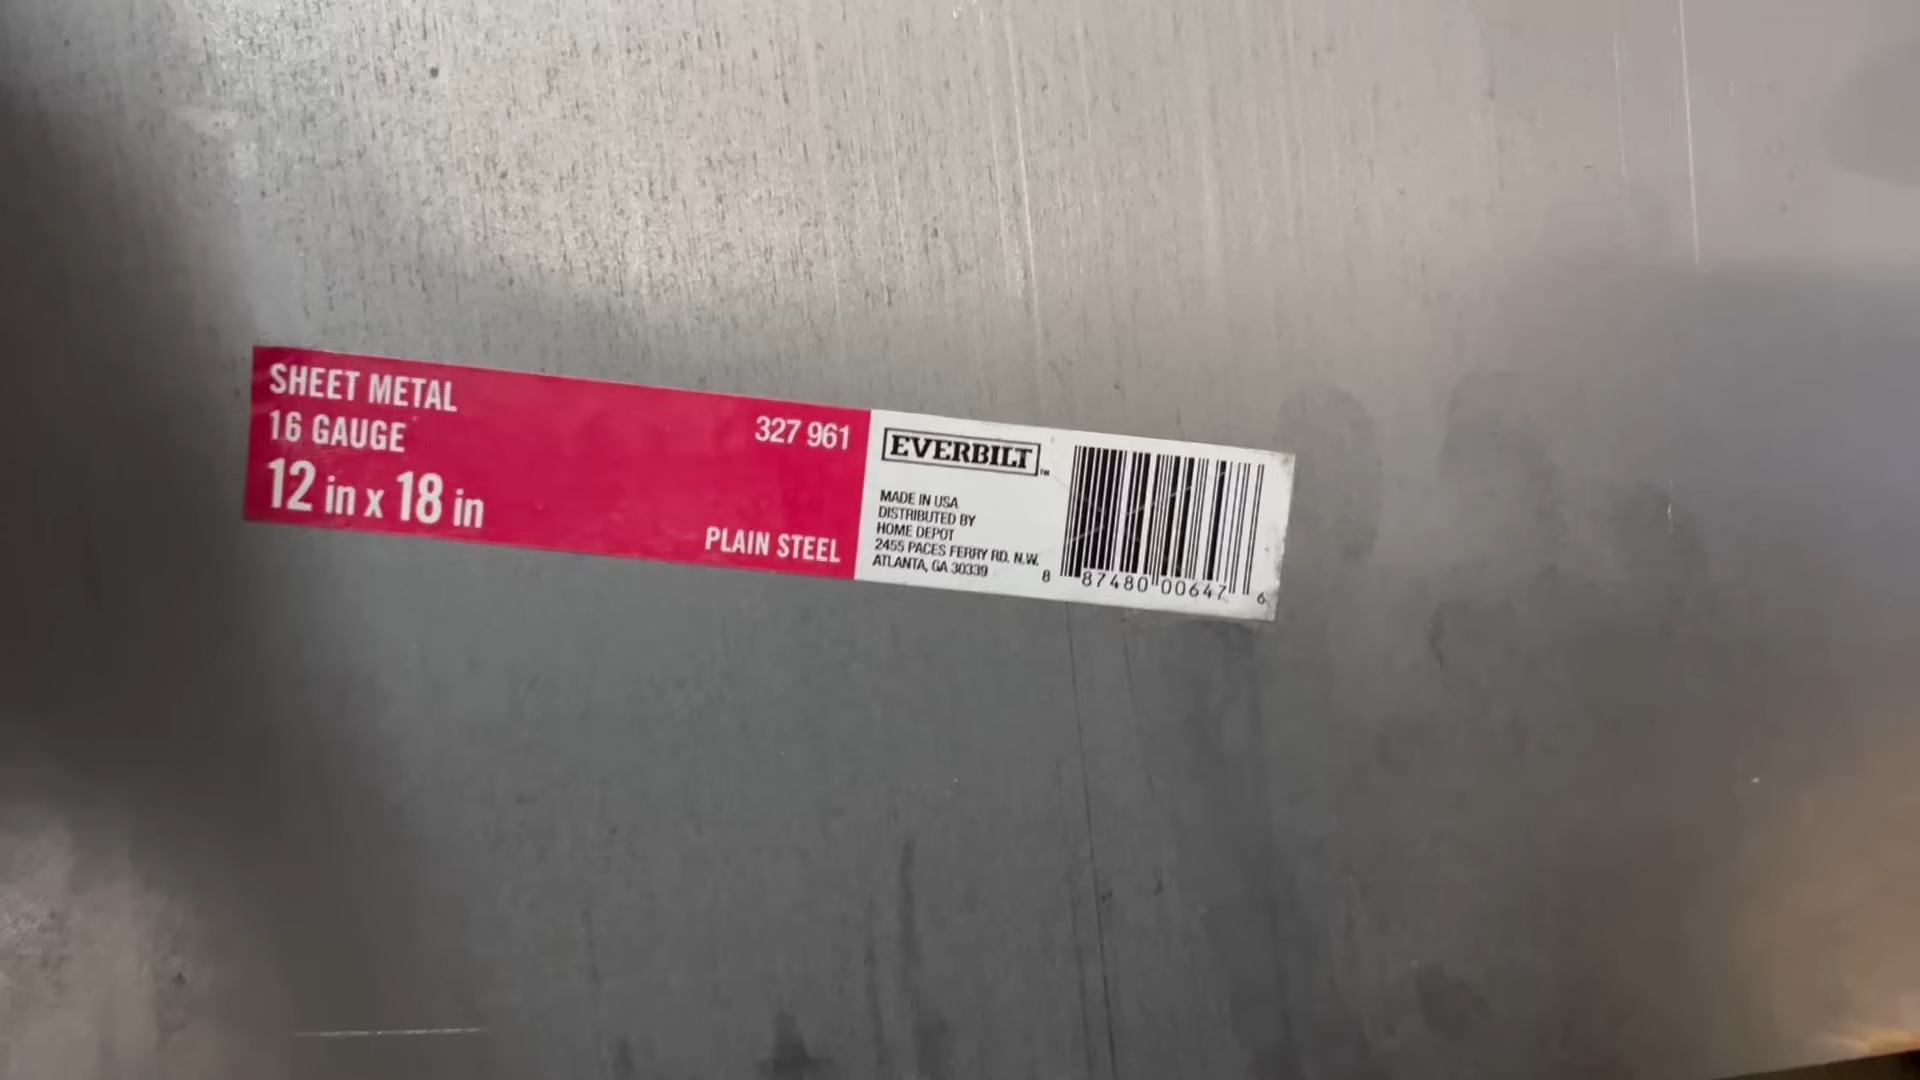 SHEET METAL
16 GAUGE
12 in x 18 in
327 961
PLAIN STEEL
EVERBILT™
MADE IN USA
DISTRIBUTED BY
HOME DEPOT
2455 PACES FERRY RD. N.W.
ATLANTA, GA 30339
8 87480 00647 6